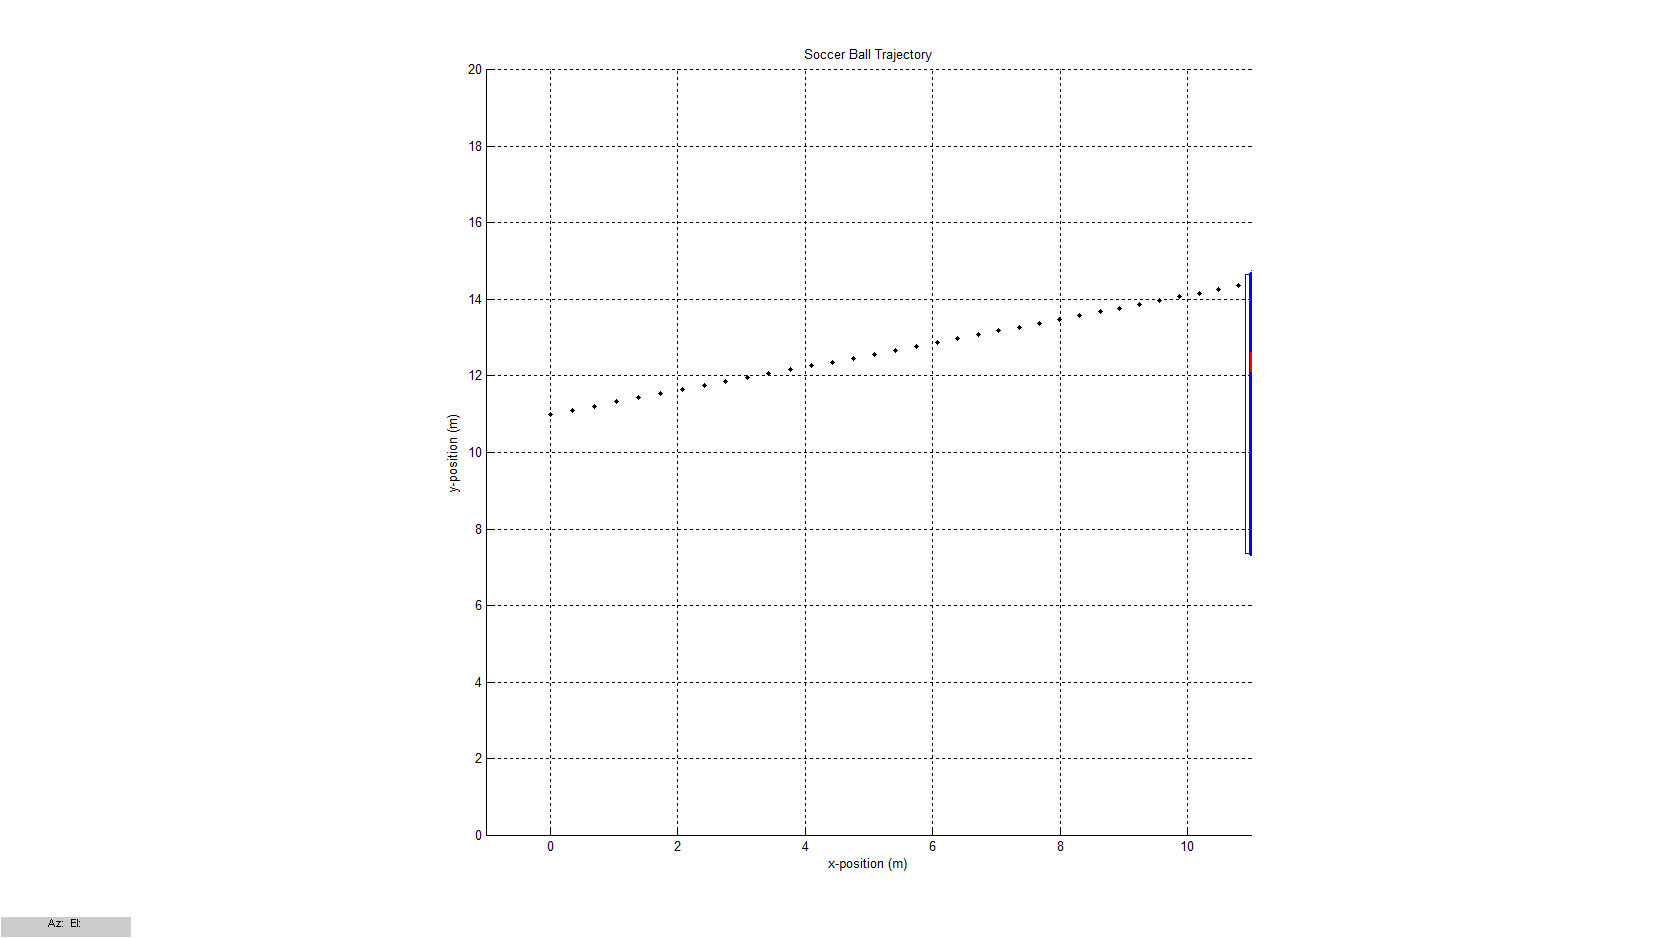 Soccer Ball Trajectory
20
18
16
14
12
10
8
6
4
2
0
y-position (m)
0 2 4 6 8 10
x-position (m)
Az: El: